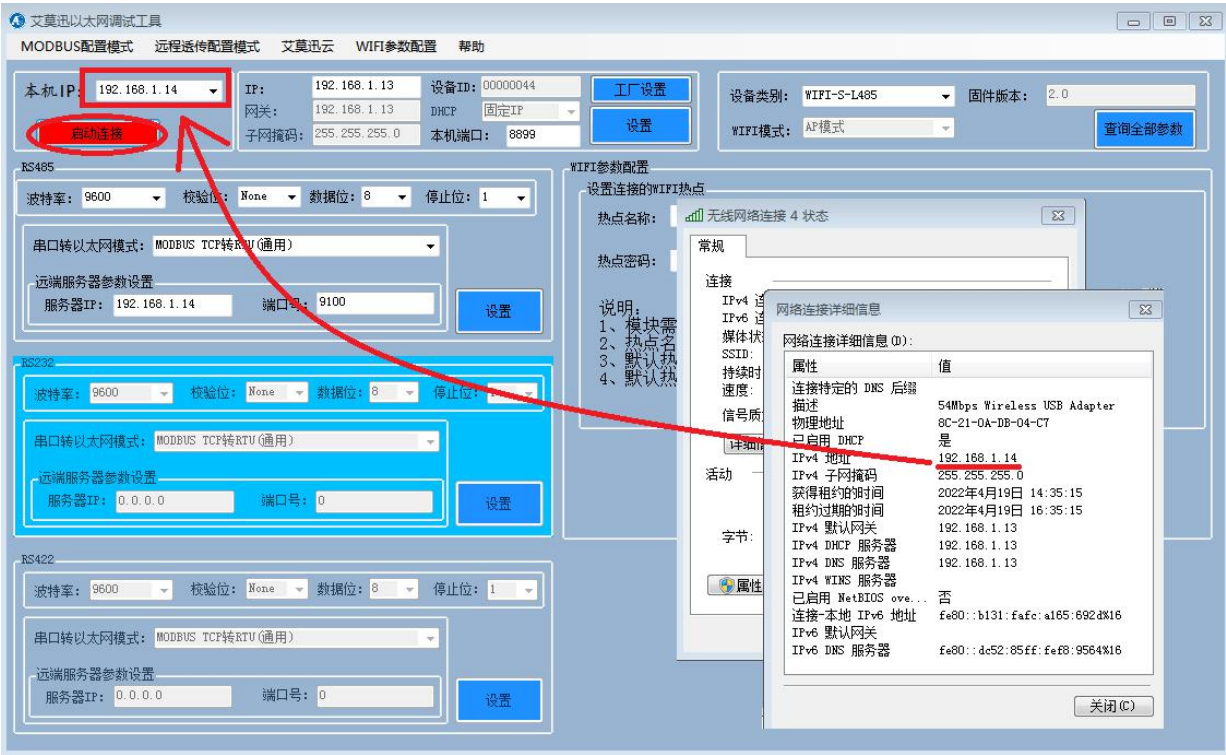 艾莫迅以太网调试工具
MODBUS配置模式 远程透传配置模式 艾莫迅云 WIFI参数配置 帮助
本机IP: 192.168.1.14
启动连接
IP: 192.168.1.13 设备ID: 00000044 工厂设置
网关: 192.168.1.13 DHCP 固定IP
子网掩码: 255.255.255.0 本机端口: 8899 设置
设备类别: WIFI-S-L485 固件版本: 2.0
WIFI模式: AP模式 查询全部参数
RS485
波特率: 9600 校验位: None 数据位: 8 停止位: 1
串口转以太网模式: MODBUS TCP转RTU(通用)
远端服务器参数设置
服务器IP: 192.168.1.14 端口号: 9100 设置
RS232
波特率: 9600 校验位: None 数据位: 8 停止位:
串口转以太网模式: MODBUS TCP转RTU(通用)
远端服务器参数设置
服务器IP: 0.0.0.0 端口号: 0 设置
RS422
波特率: 9600 校验位: None 数据位: 8 停止位: 1
串口转以太网模式: MODBUS TCP转RTU(通用)
远端服务器参数设置
服务器IP: 0.0.0.0 端口号: 0 设置
WIFI参数配置
设置连接的WIFI热点
热点名称:
热点密码:
说明:
1、模块需
2、热点名
3、默认热
4、默认热
无线网络连接 4 状态
常规
连接
IPv4 连
IPv6 连
媒体状
SSID:
持续时
速度:
信号质
详细信
活动
字节:
属性
网络连接详细信息
网络连接详细信息(D):
属性 值
连接特定的 DNS 后缀
描述 54Mbps Wireless USB Adapter
物理地址 8C-21-0A-DB-04-C7
已启用 DHCP 是
IPv4 地址 192.168.1.14
IPv4 子网掩码 255.255.255.0
获得租约的时间 2022年4月19日 14:35:15
租约过期的时间 2022年4月19日 16:35:15
IPv4 默认网关 192.168.1.13
IPv4 DHCP 服务器 192.168.1.13
IPv4 DNS 服务器 192.168.1.13
IPv4 WINS 服务器
已启用 NetBIOS ove... 否
连接-本地 IPv6 地址 fe80::b131:fafc:a165:692d%16
IPv6 默认网关
IPv6 DNS 服务器 fe80::dc52:85ff:fef8:9564%16
关闭(C)